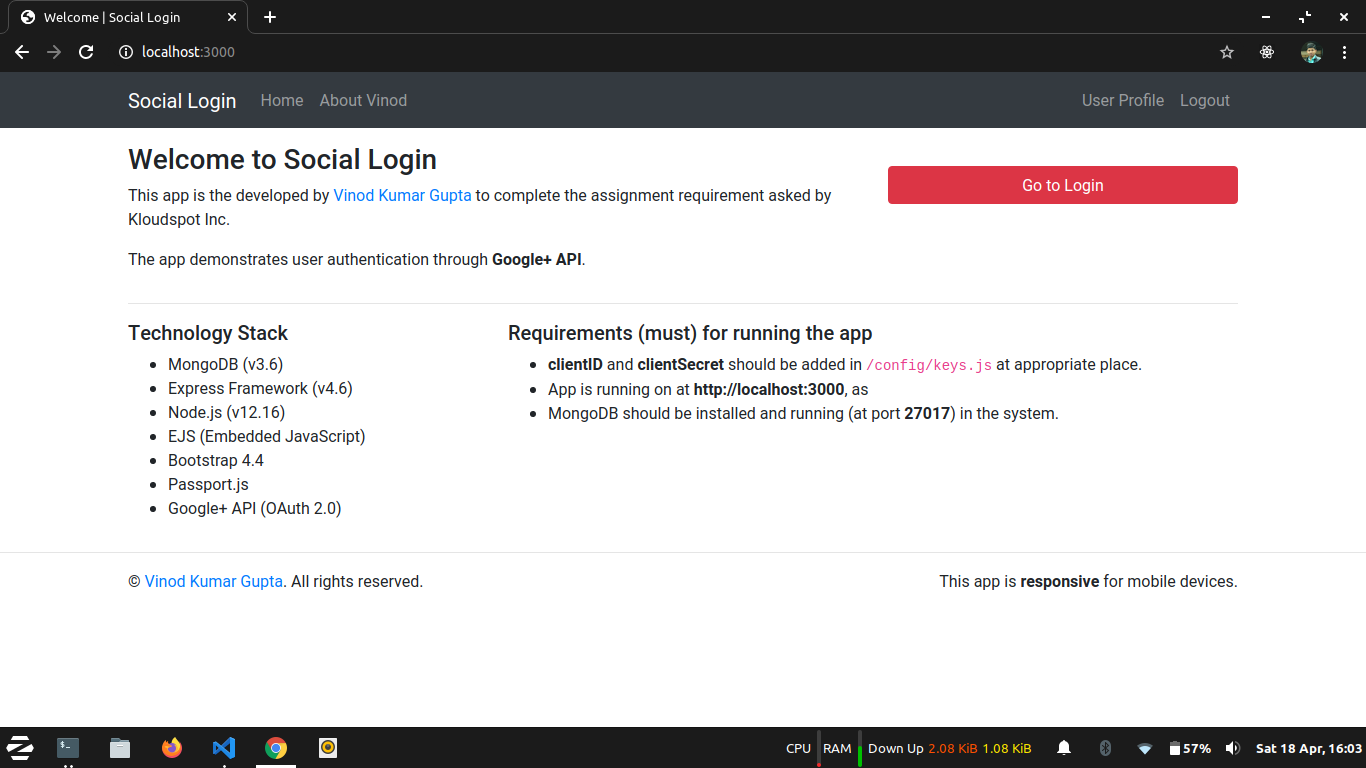 Welcome | Social Login
localhost:3000
Social Login Home About Vinod User Profile Logout
Welcome to Social Login
This app is the developed by Vinod Kumar Gupta to complete the assignment requirement asked by
Kloudspot Inc.
The app demonstrates user authentication through Google+ API.
Go to Login
Technology Stack
MongoDB (v3.6)
Express Framework (v4.6)
Node.js (v12.16)
EJS (Embedded JavaScript)
Bootstrap 4.4
Passport.js
Google+ API (OAuth 2.0)
Requirements (must) for running the app
clientID and clientSecret should be added in /config/keys.js at appropriate place.
App is running on at http://localhost:3000, as
MongoDB should be installed and running (at port 27017) in the system.
© Vinod Kumar Gupta. All rights reserved.
This app is responsive for mobile devices.
CPU RAM Down Up 2.08 KiB 1.08 KiB 57% Sat 18 Apr, 16:03